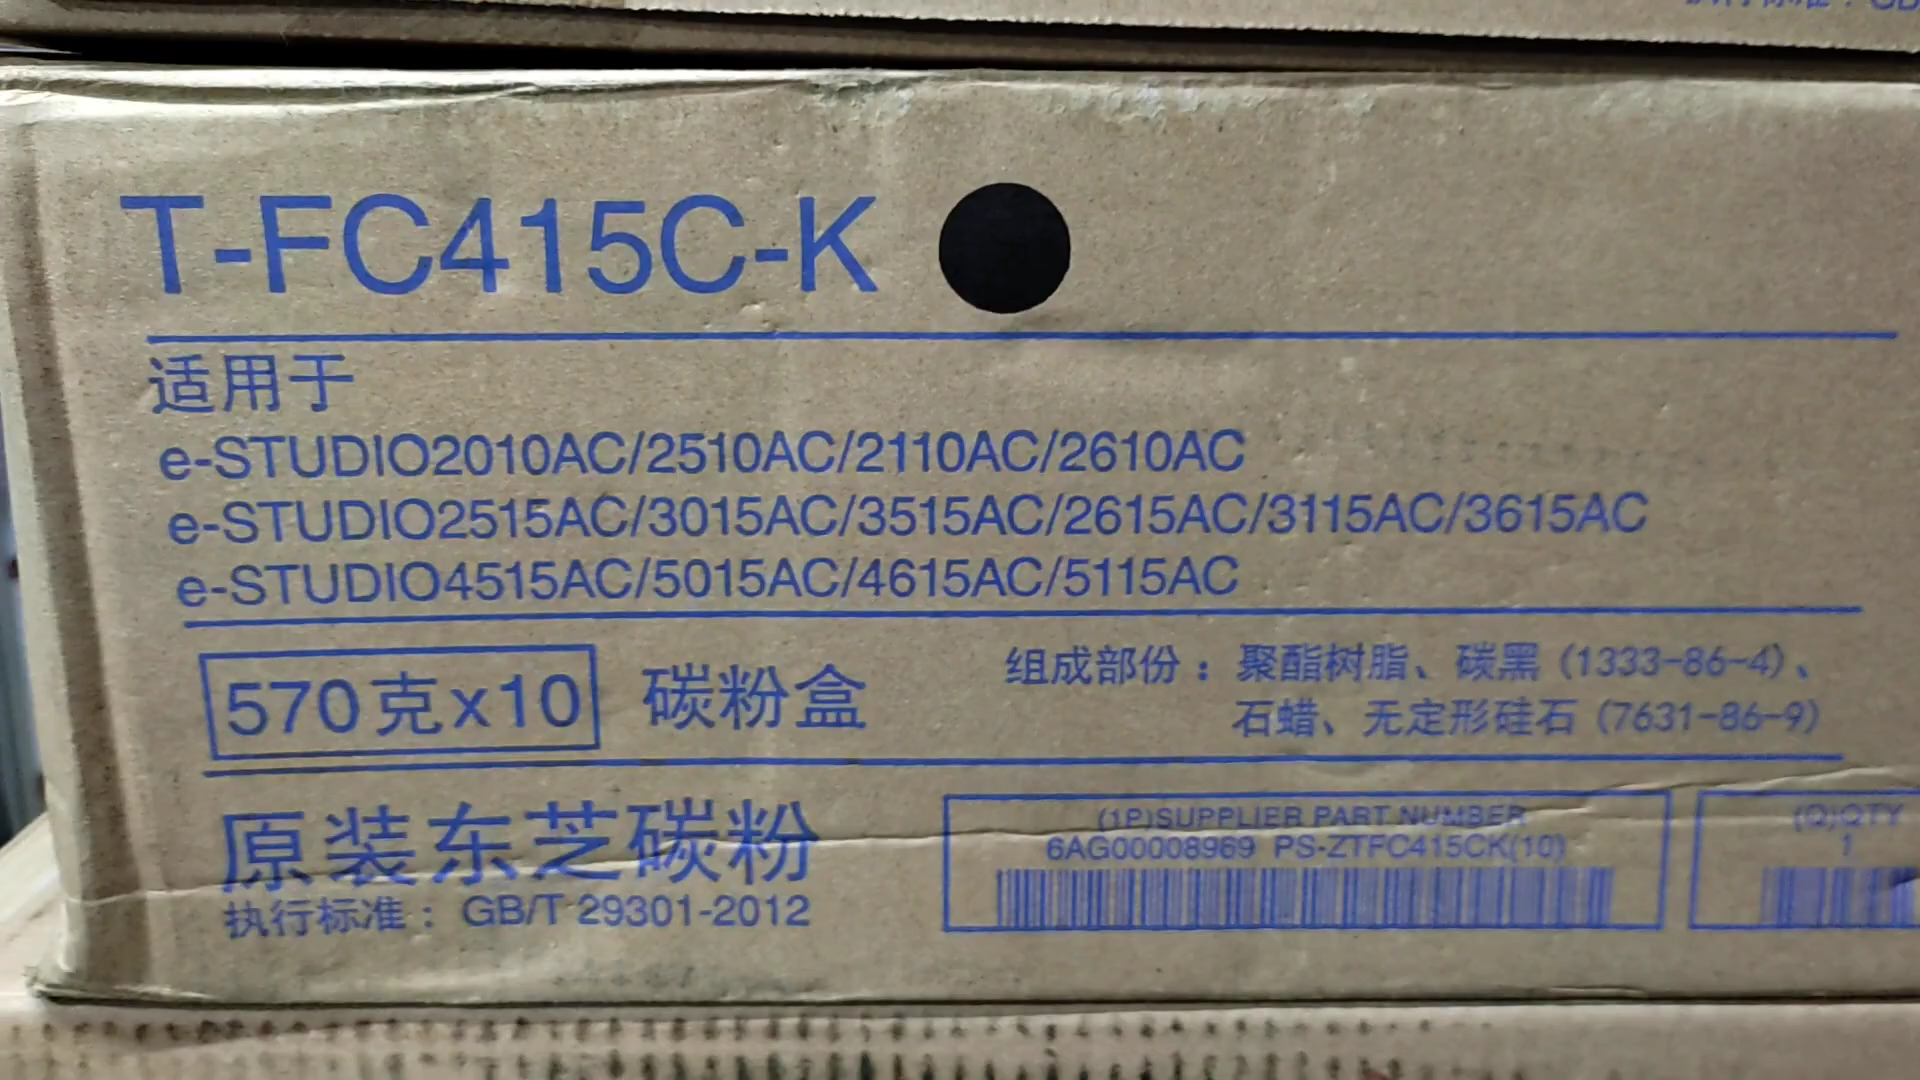 T-FC415C-K
适用于
e-STUDIO2010AC/2510AC/2110AC/2610AC
e-STUDIO2515AC/3015AC/3515AC/2615AC/3115AC/3615AC
e-STUDIO4515AC/5015AC/4615AC/5115AC
570克x10 碳粉盒
组成部份：聚酯树脂、碳黑 (1333-86-4)、
石蜡、无定形硅石 (7631-86-9)
原装东芝碳粉
执行标准：GB/T 29301-2012
(1P)SUPPLIER PART NUMBER
6AG00008969 PS-ZTFC415CK(10)
(Q)QTY
1